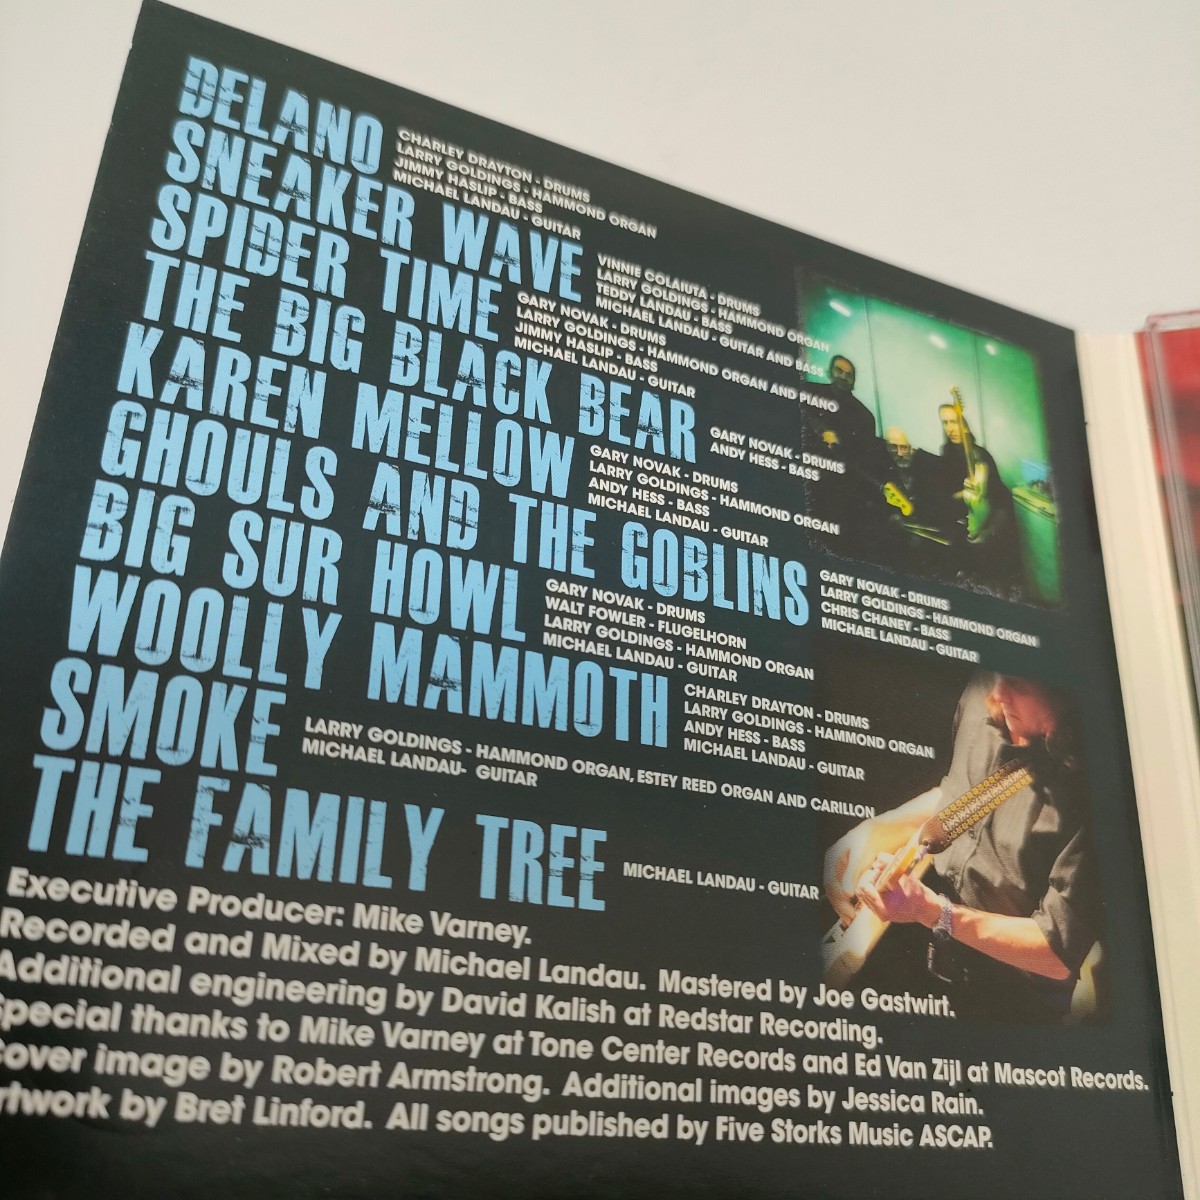 DELANO
CHARLEY DRAYTON - DRUMS
LARRY GOLDINGS - HAMMOND ORGAN
JIMMY HASLIP - BASS
MICHAEL LANDAU - GUITAR
SNEAKER WAVE
VINNIE COLAIUTA - DRUMS
LARRY GOLDINGS - HAMMOND ORGAN
TEDDY LANDAU - BASS
MICHAEL LANDAU - GUITAR AND BASS
SPIDER TIME
GARY NOVAK - DRUMS
LARRY GOLDINGS - HAMMOND ORGAN AND PIANO
JIMMY HASLIP - BASS
MICHAEL LANDAU - GUITAR
THE BIG BLACK BEAR
GARY NOVAK - DRUMS
ANDY HESS - BASS
KAREN MELLOW
GARY NOVAK - DRUMS
LARRY GOLDINGS - HAMMOND ORGAN
ANDY HESS - BASS
MICHAEL LANDAU - GUITAR
GHOULS AND THE GOBLINS
GARY NOVAK - DRUMS
LARRY GOLDINGS - HAMMOND ORGAN
CHRIS CHANEY - BASS
MICHAEL LANDAU - GUITAR
BIG SUR HOWL
GARY NOVAK - DRUMS
WALT FOWLER - FLUGELHORN
LARRY GOLDINGS - HAMMOND ORGAN
MICHAEL LANDAU - GUITAR
WOOLLY MAMMOTH
CHARLEY DRAYTON - DRUMS
LARRY GOLDINGS - HAMMOND ORGAN
ANDY HESS - BASS
MICHAEL LANDAU - GUITAR
SMOKE
LARRY GOLDINGS - HAMMOND ORGAN, ESTEY REED ORGAN AND CARILLON
MICHAEL LANDAU- GUITAR
THE FAMILY TREE
MICHAEL LANDAU - GUITAR
Executive Producer: Mike Varney.
Recorded and Mixed by Michael Landau. Mastered by Joe Gastwirt.
Additional engineering by David Kalish at Redstar Recording.
pecial thanks to Mike Varney at Tone Center Records and Ed Van Zijl at Mascot Records.
over image by Robert Armstrong. Additional images by Jessica Rain.
rtwork by Bret Linford. All songs published by Five Storks Music ASCAP.